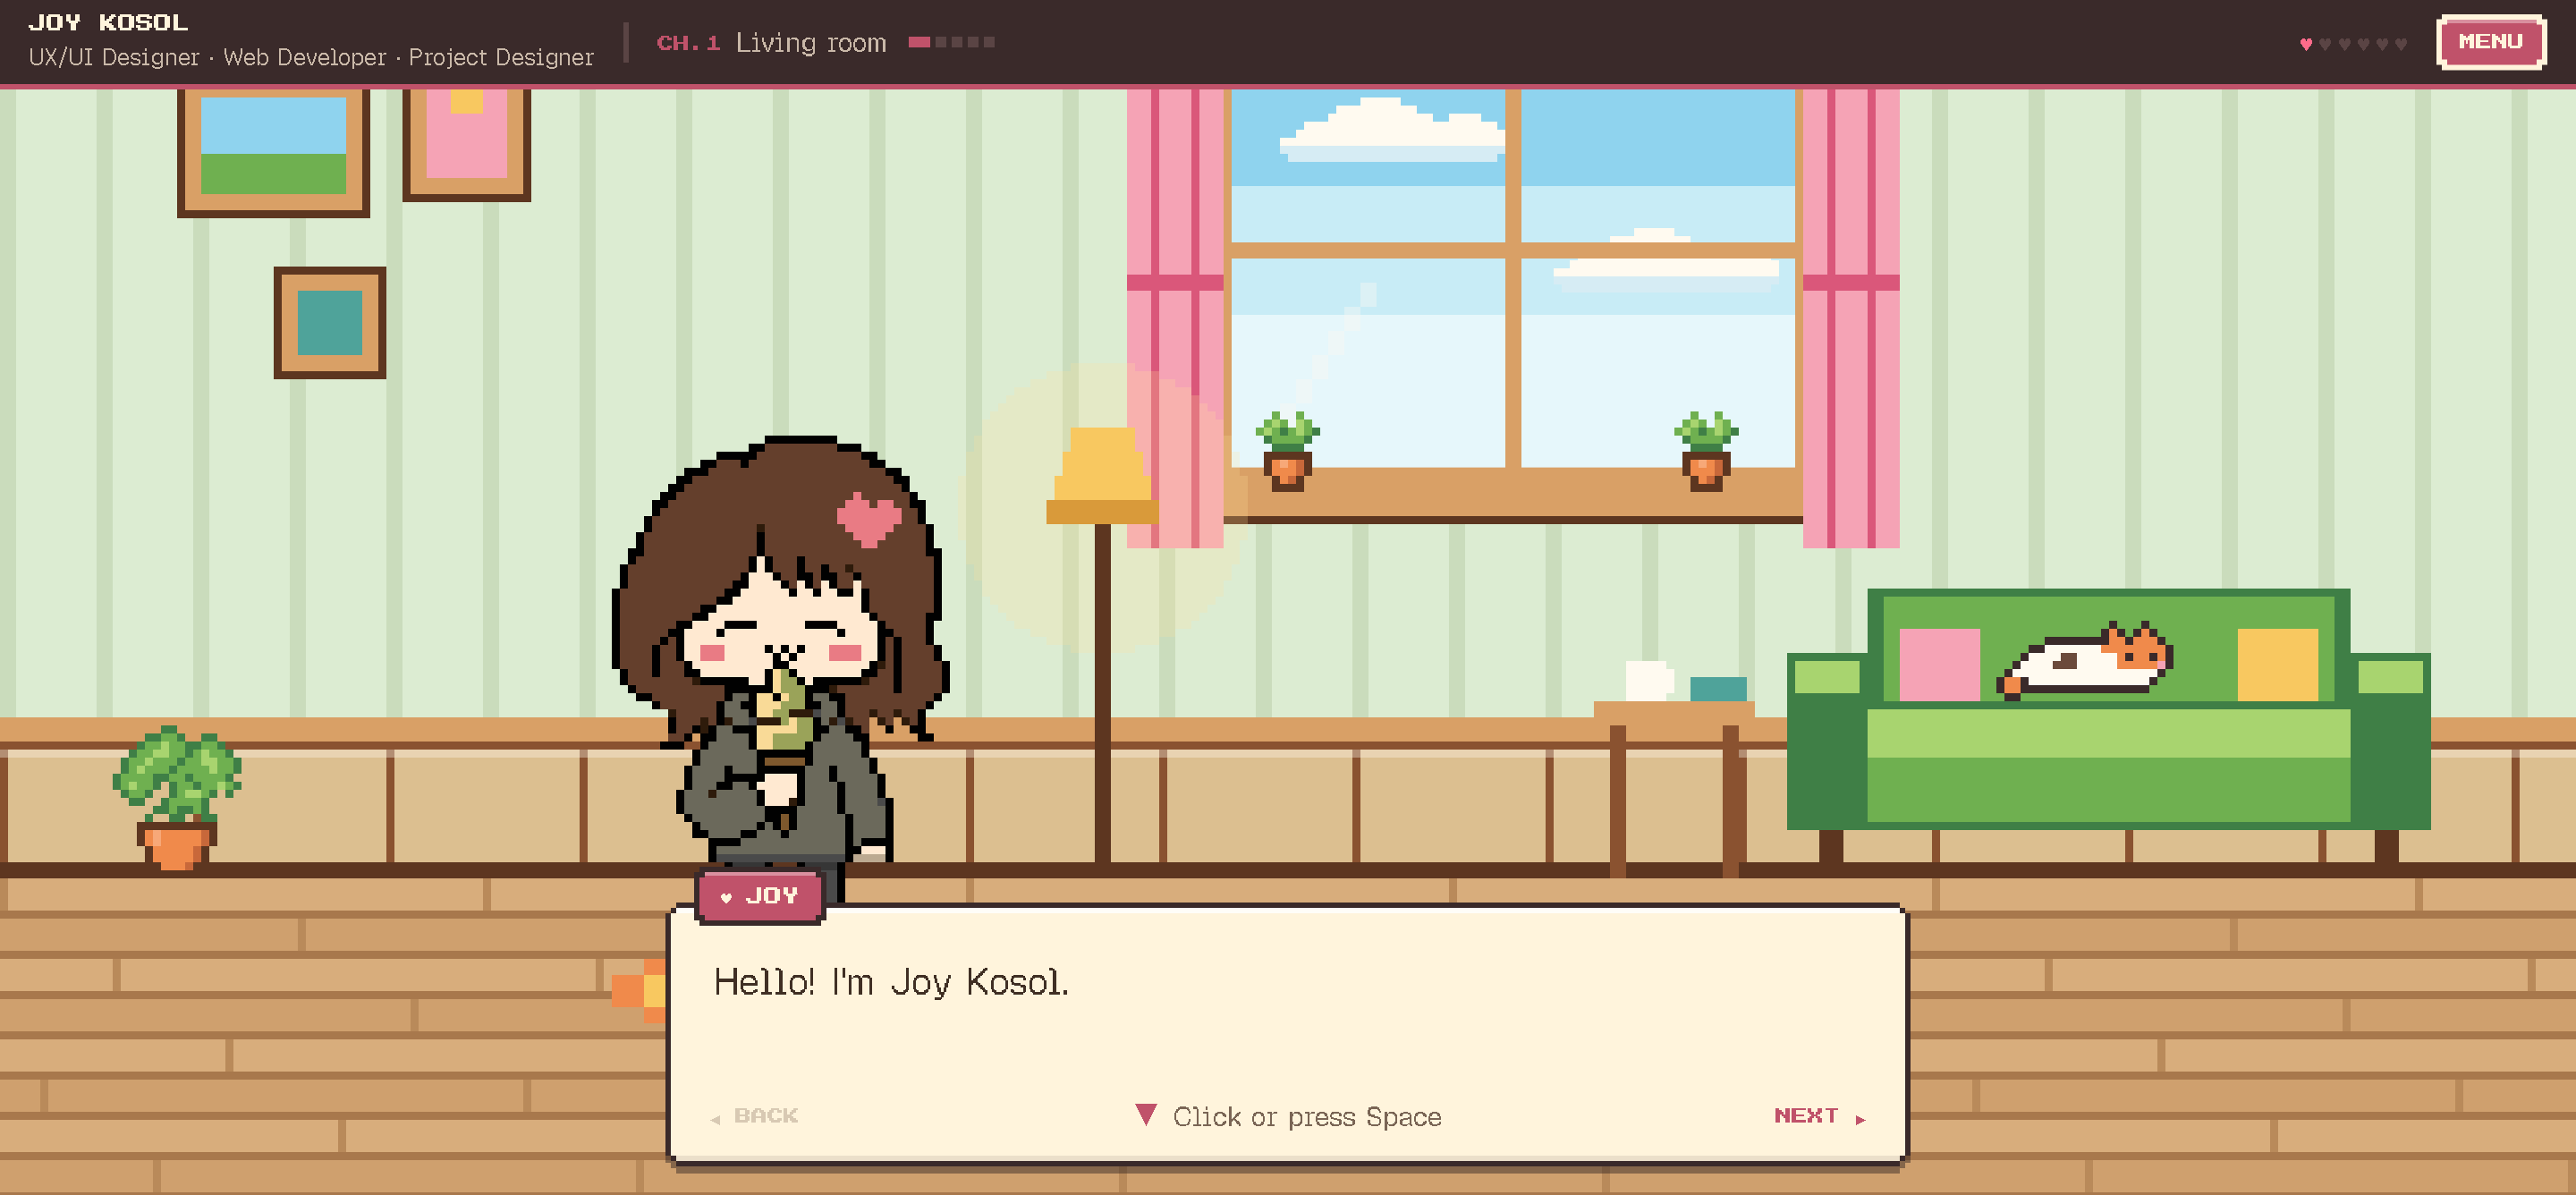 JOY KOSOL
UX/UI Designer · Web Developer · Project Designer
CH.1 Living room
MENU
♥ JOY
Hello! I'm Joy Kosol.
◂ BACK
▼ Click or press Space
NEXT ▸